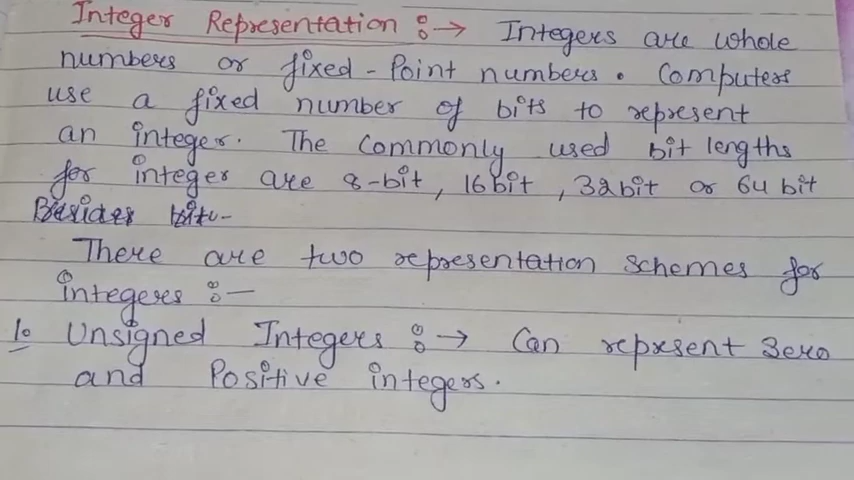 Integer Representation :→ Integers are whole
numbers or fixed-Point numbers. Computers
use a fixed number of bits to represent
an integer. The commonly used bit lengths
for integer are 8-bit, 16bit, 32bit or 64 bit
Besides
There are two representation schemes for
integers :-
1. Unsigned Integers :→ Can represent zero
and Positive integers.